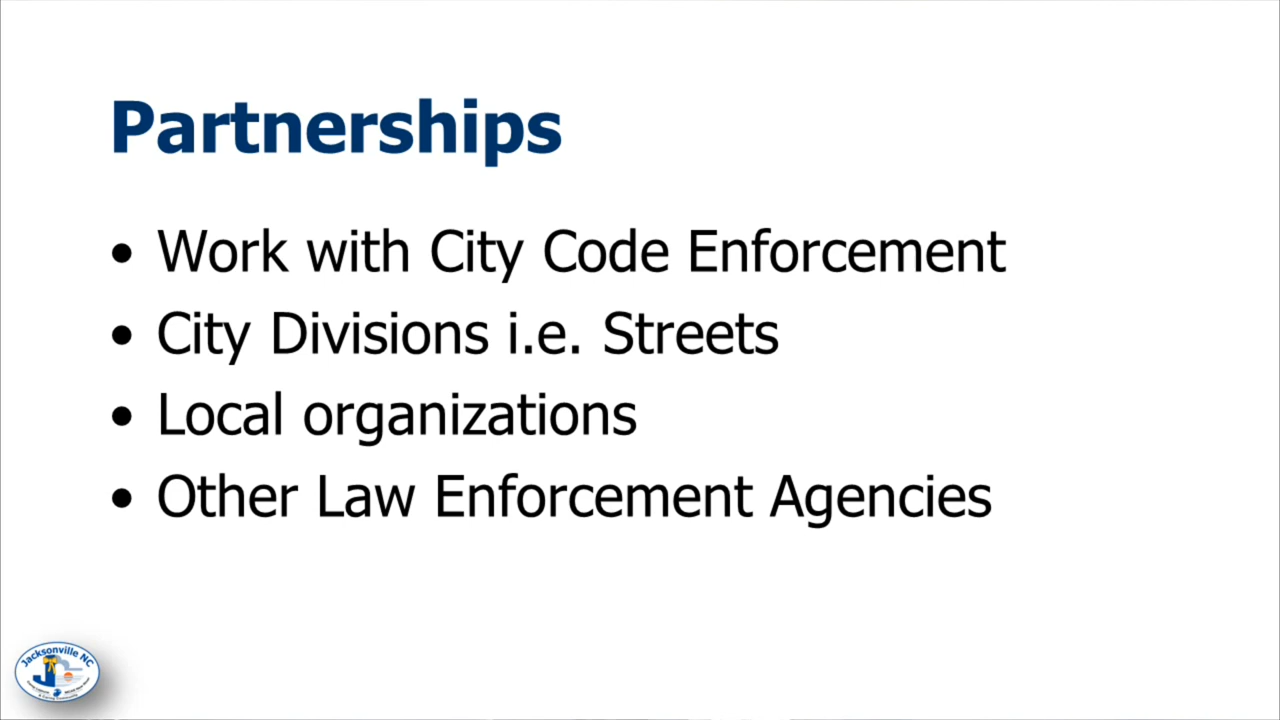 Partnerships
• Work with City Code Enforcement
• City Divisions i.e. Streets
• Local organizations
• Other Law Enforcement Agencies
Jacksonville NC